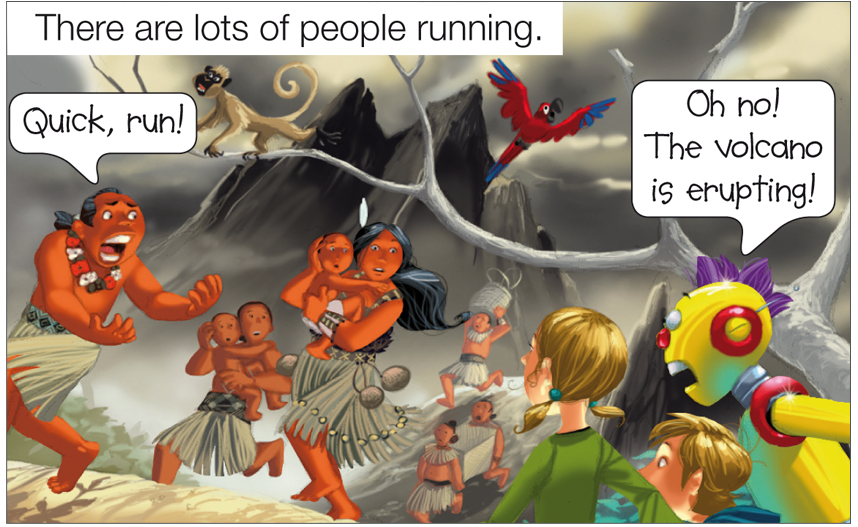 There are lots of people running.
Quick, run!
Oh no!
The volcano
is erupting!